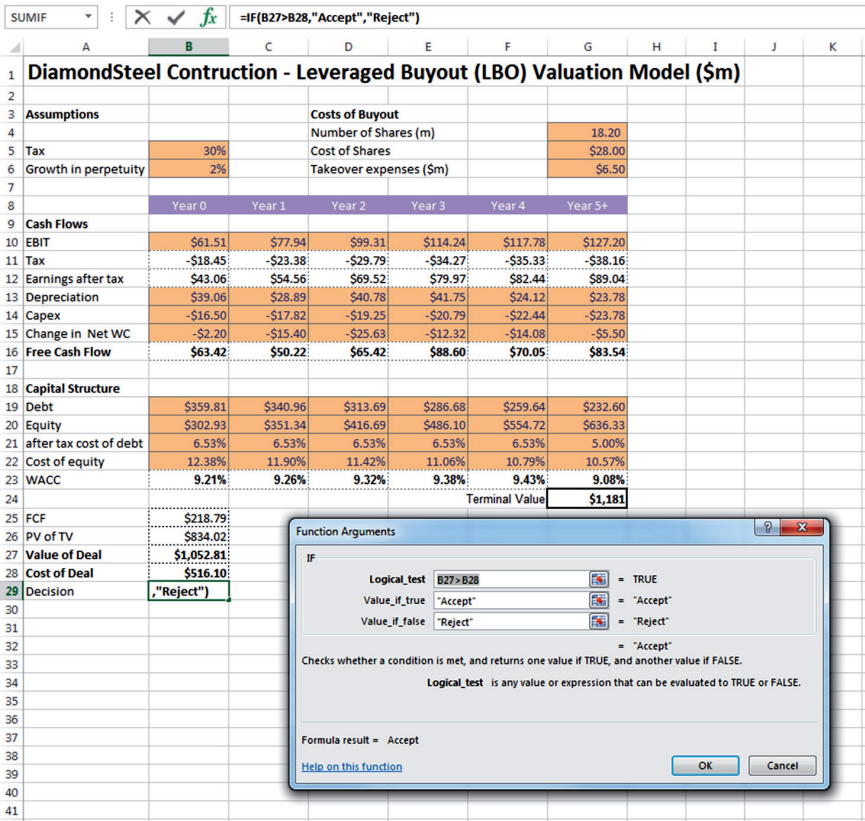 SUMIF =IF(B27>B28,"Accept","Reject")
A B C D E F G H I J K
1 DiamondSteel Contruction - Leveraged Buyout (LBO) Valuation Model ($m)
2
3 Assumptions Costs of Buyout
4 Number of Shares (m) 18.20
5 Tax 30% Cost of Shares $28.00
6 Growth in perpetuity 2% Takeover expenses ($m) $6.50
7
8 Year 0 Year 1 Year 2 Year 3 Year 4 Year 5+
9 Cash Flows
10 EBIT $61.51 $77.94 $99.31 $114.24 $117.78 $127.20
11 Tax -$18.45 -$23.38 -$29.79 -$34.27 -$35.33 -$38.16
12 Earnings after tax $43.06 $54.56 $69.52 $79.97 $82.44 $89.04
13 Depreciation $39.06 $28.89 $40.78 $41.75 $24.12 $23.78
14 Capex -$16.50 -$17.82 -$19.25 -$20.79 -$22.44 -$23.78
15 Change in Net WC -$2.20 -$15.40 -$25.63 -$12.32 -$14.08 -$5.50
16 Free Cash Flow $63.42 $50.22 $65.42 $88.60 $70.05 $83.54
17
18 Capital Structure
19 Debt $359.81 $340.96 $313.69 $286.68 $259.64 $232.60
20 Equity $302.93 $351.34 $416.69 $486.10 $554.72 $636.33
21 after tax cost of debt 6.53% 6.53% 6.53% 6.53% 6.53% 5.00%
22 Cost of equity 12.38% 11.90% 11.42% 11.06% 10.79% 10.57%
23 WACC 9.21% 9.26% 9.32% 9.38% 9.43% 9.08%
24 Terminal Value $1,181
25 FCF $218.79
26 PV of TV $834.02
27 Value of Deal $1,052.81
28 Cost of Deal $516.10
29 Decision ,"Reject")
30
31
32
33
34
35
36
37
38
39
40
41
Function Arguments ?
IF
Logical_test B27>B28 = TRUE
Value_if_true "Accept" = "Accept"
Value_if_false "Reject" = "Reject"
= "Accept"
Checks whether a condition is met, and returns one value if TRUE, and another value if FALSE.
Logical_test is any value or expression that can be evaluated to TRUE or FALSE.
Formula result = Accept
Help on this function OK Cancel